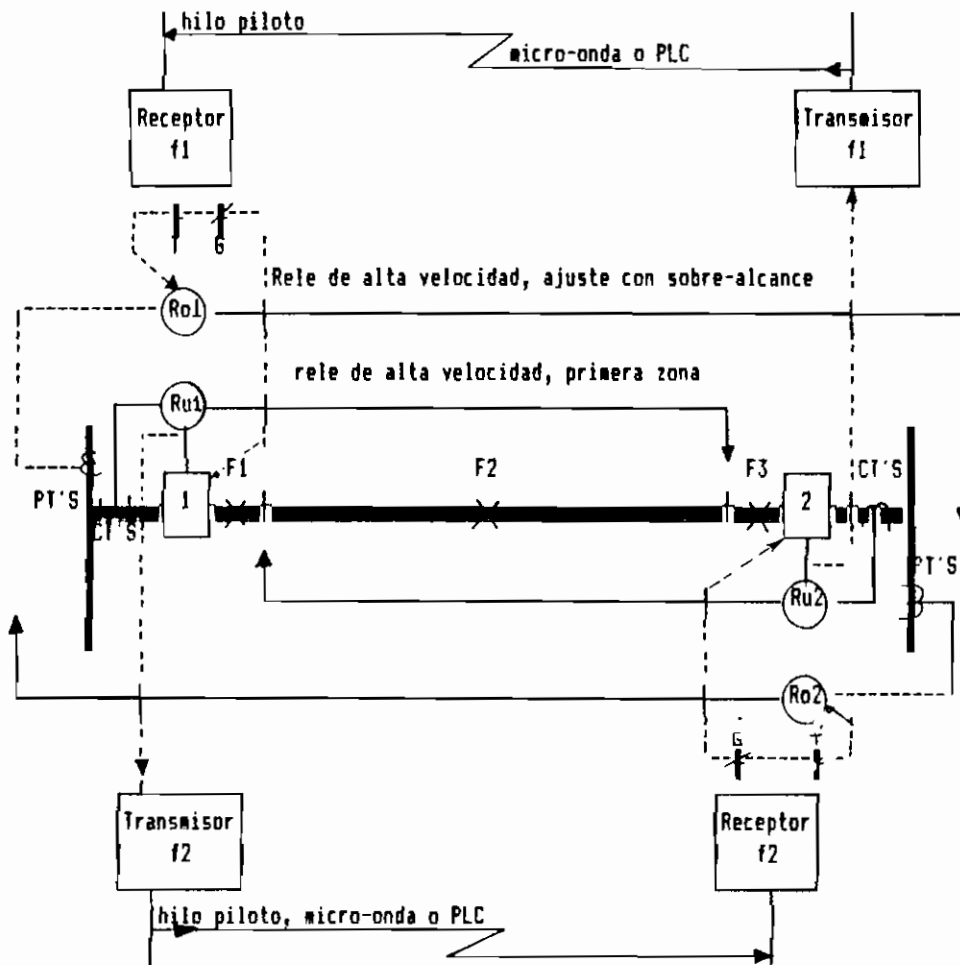 hilo piloto
micro-onda o PLC
Receptor
f1
Transmisor
f1
G
Rele de alta velocidad, ajuste con sobre-alcance
Ro1
rele de alta velocidad, primera zona
Ru1
F1
F2
F3
CT'S
PT'S
1
2
CT'S
PT'S
Ru2
Ro2
G
Transmisor
f2
Receptor
f2
hilo piloto, micro-onda o PLC